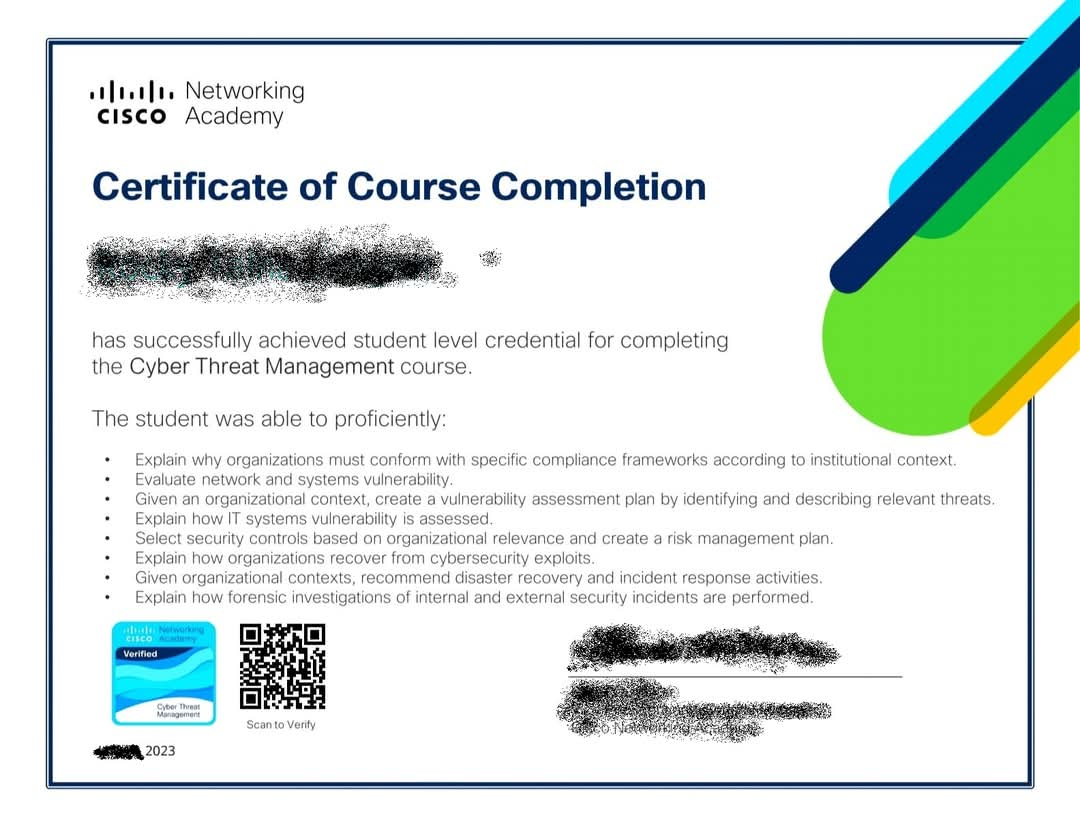 Networking
CISCO Academy
Certificate of Course Completion
has successfully achieved student level credential for completing
the Cyber Threat Management course.
The student was able to proficiently:
• Explain why organizations must conform with specific compliance frameworks according to institutional context.
• Evaluate network and systems vulnerability.
• Given an organizational context, create a vulnerability assessment plan by identifying and describing relevant threats.
• Explain how IT systems vulnerability is assessed.
• Select security controls based on organizational relevance and create a risk management plan.
• Explain how organizations recover from cybersecurity exploits.
• Given organizational contexts, recommend disaster recovery and incident response activities.
• Explain how forensic investigations of internal and external security incidents are performed.
Networking
CISCO Academy
Verified
Cyber Threat
Management
Scan to Verify
Networking Academy
2023